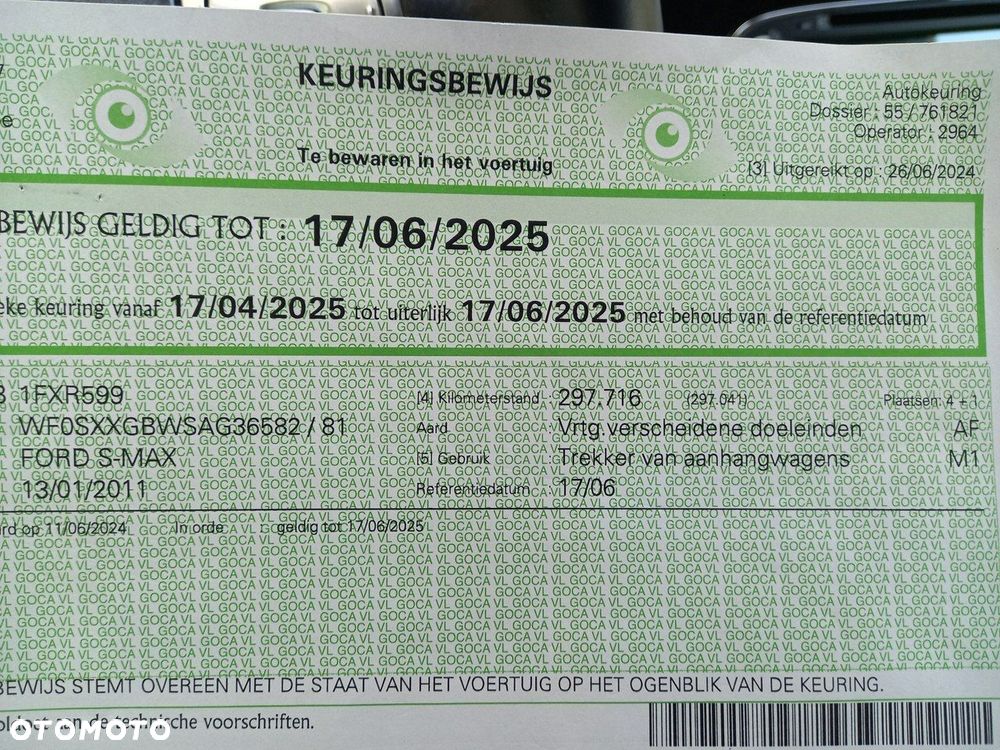 KEURINGSBEWIJS
Te bewaren in het voertuig
Autokeuring
Dossier : 55 / 761821
Operator : 2964
[3] Uitgereikt op : 26/06/2024
BEWIJS GELDIG TOT : 17/06/2025
keuring vanaf 17/04/2025 tot uiterlijk 17/06/2025 met behoud van de referentiedatum
1FXR599 [4] Kilometerstand : 297.716 (297.041) Plaatsen: 4 + 1
WF0SXXGBWSAG36582 / 81 Aard : Vrtg.verscheidene doeleinden AF
FORD S-MAX [5] Gebruik : Trekker van aanhangwagens M1
13/01/2011 Referentiedatum : 17/06
op 11/06/2024 In orde : geldig tot 17/06/2025
BEWIJS STEMT OVEREEN MET DE STAAT VAN HET VOERTUIG OP HET OGENBLIK VAN DE KEURING.
aan de technische voorschriften.
OTOMOTO